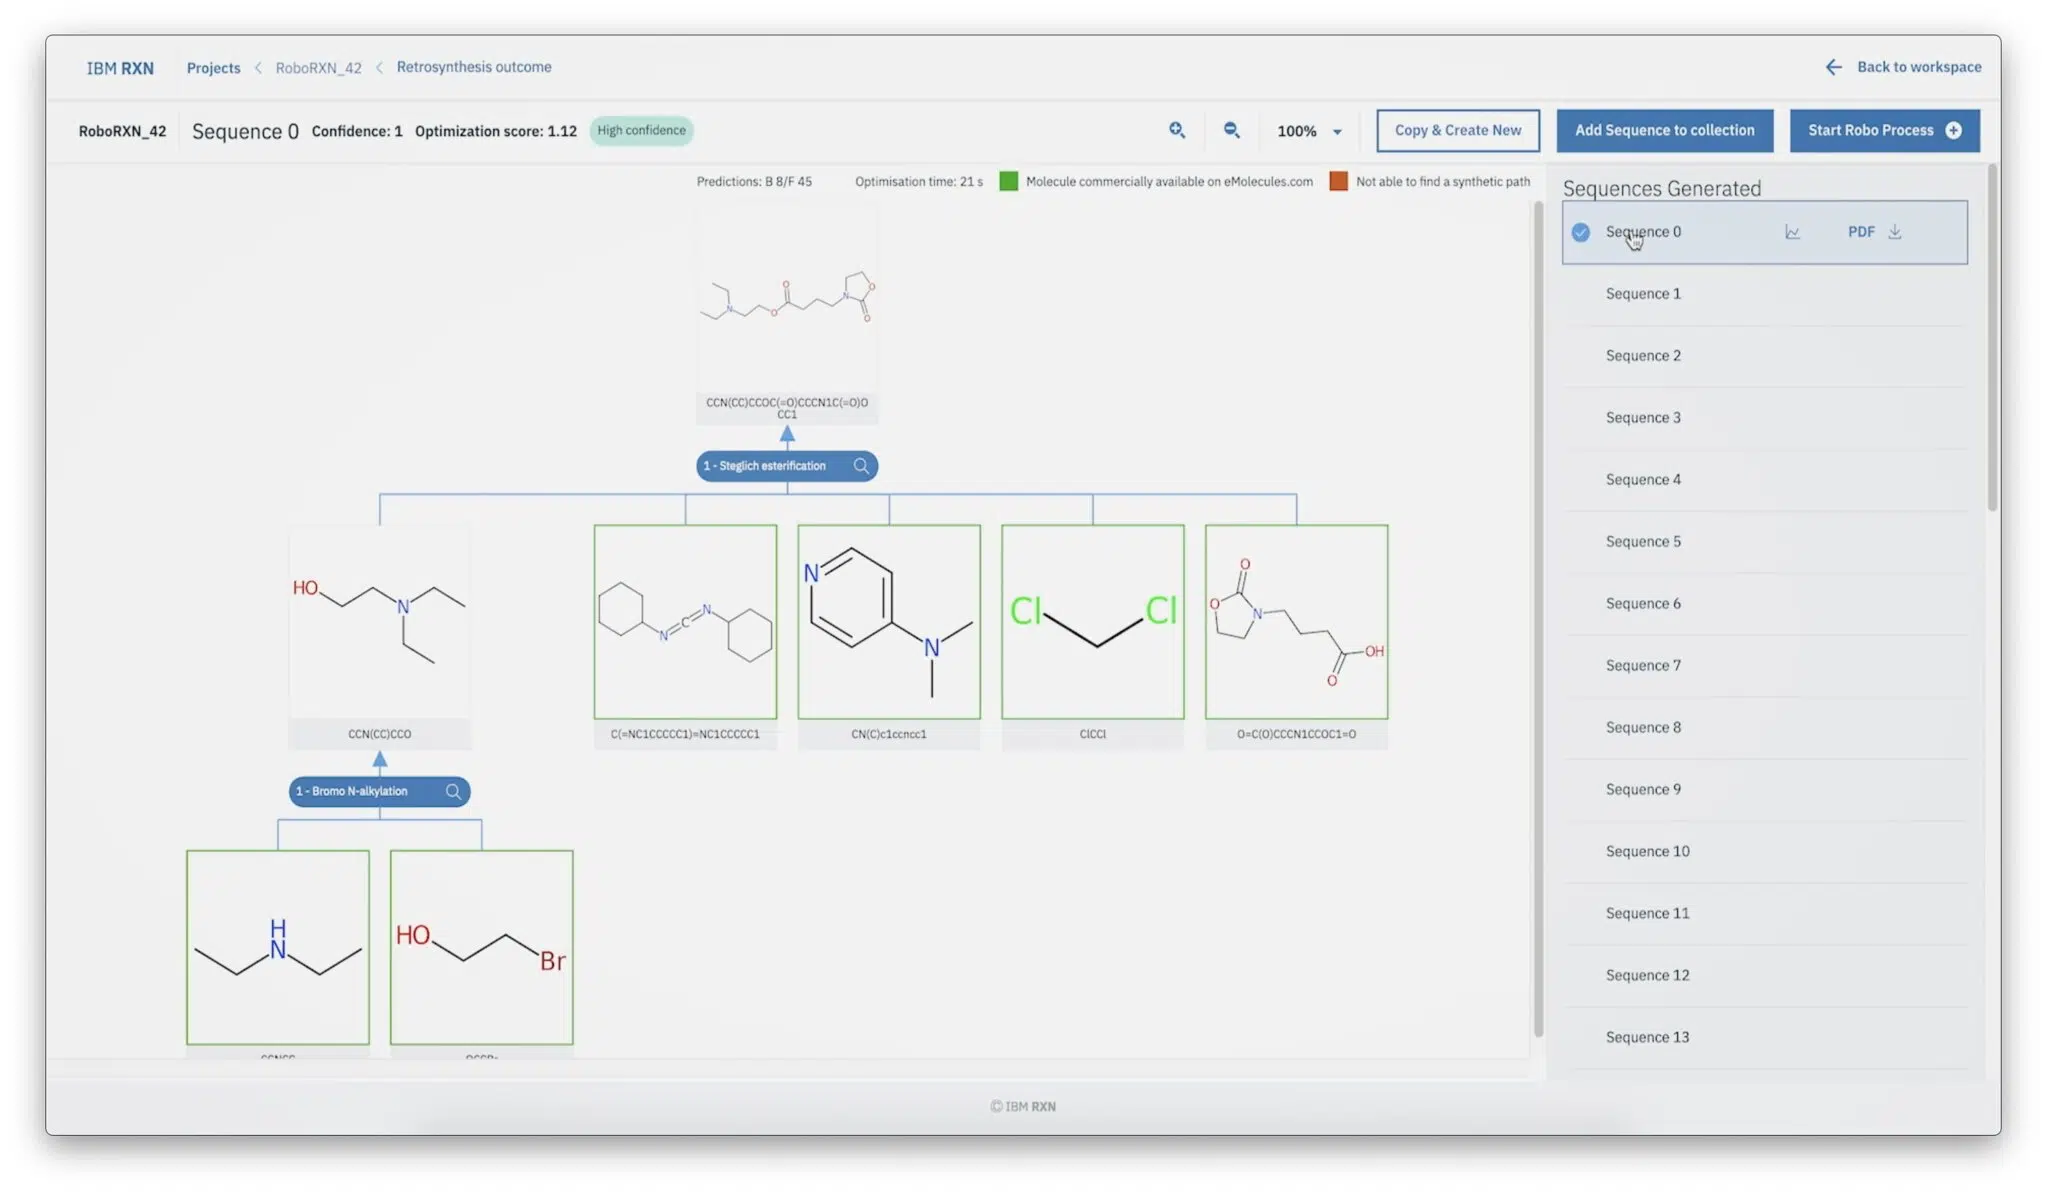 IBM RXN
Projects < RoboRXN_42 < Retrosynthesis outcome
← Back to workspace
RoboRXN_42
Sequence 0 Confidence: 1 Optimization score: 1.12 High confidence
100%
Copy & Create New
Add Sequence to collection
Start Robo Process
Predictions: B 8/F 45
Optimisation time: 21 s
Molecule commercially available on eMolecules.com
Not able to find a synthetic path
N
O
O
N
O
O
CCN(CC)CCOC(=O)CCCN1C(=O)O
CC1
1 - Steglich esterification
HO
N
CCN(CC)CCO
N
C
N
C(=NC1CCCCC1)=NC1CCCCC1
N
N
CN(C)c1ccncc1
Cl
Cl
ClCCl
O
O
N
OH
O
O=C(O)CCCN1CCOC1=O
1 - Bromo N-alkylation
H
N
HO
Br
Sequences Generated
Sequence 0 PDF
Sequence 1
Sequence 2
Sequence 3
Sequence 4
Sequence 5
Sequence 6
Sequence 7
Sequence 8
Sequence 9
Sequence 10
Sequence 11
Sequence 12
Sequence 13
© IBM RXN